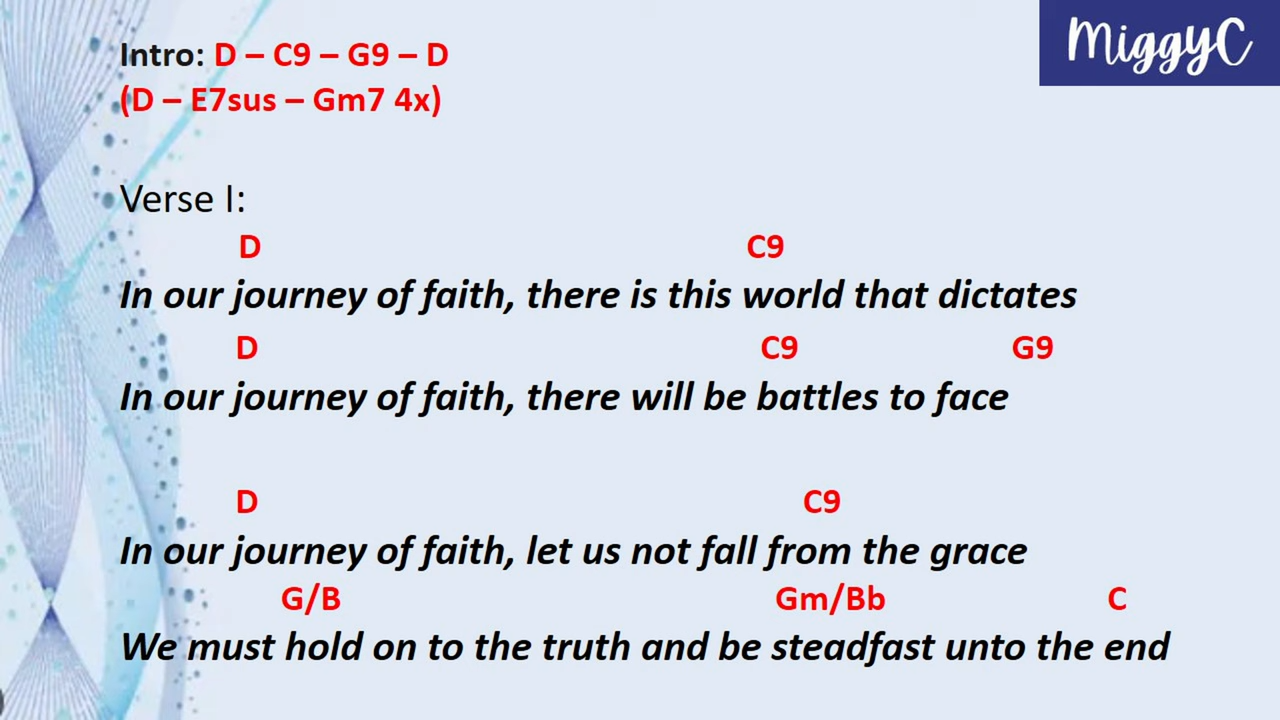 MiggyC
Intro: D – C9 – G9 – D
(D – E7sus – Gm7 4x)
Verse I:
D C9
In our journey of faith, there is this world that dictates
D C9 G9
In our journey of faith, there will be battles to face
D C9
In our journey of faith, let us not fall from the grace
G/B Gm/Bb C
We must hold on to the truth and be steadfast unto the end